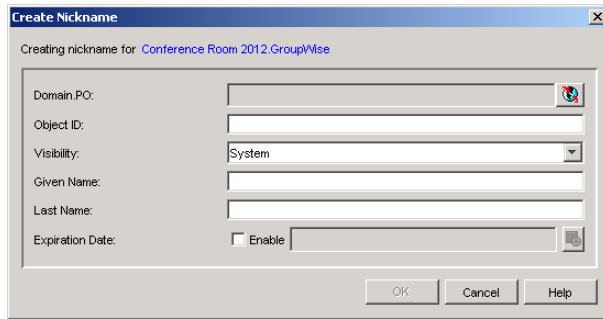 Create Nickname
Creating nickname for Conference Room 2012.GroupWise
Domain.PO:
Object ID:
Visibility: System
Given Name:
Last Name:
Expiration Date: Enable
OK Cancel Help